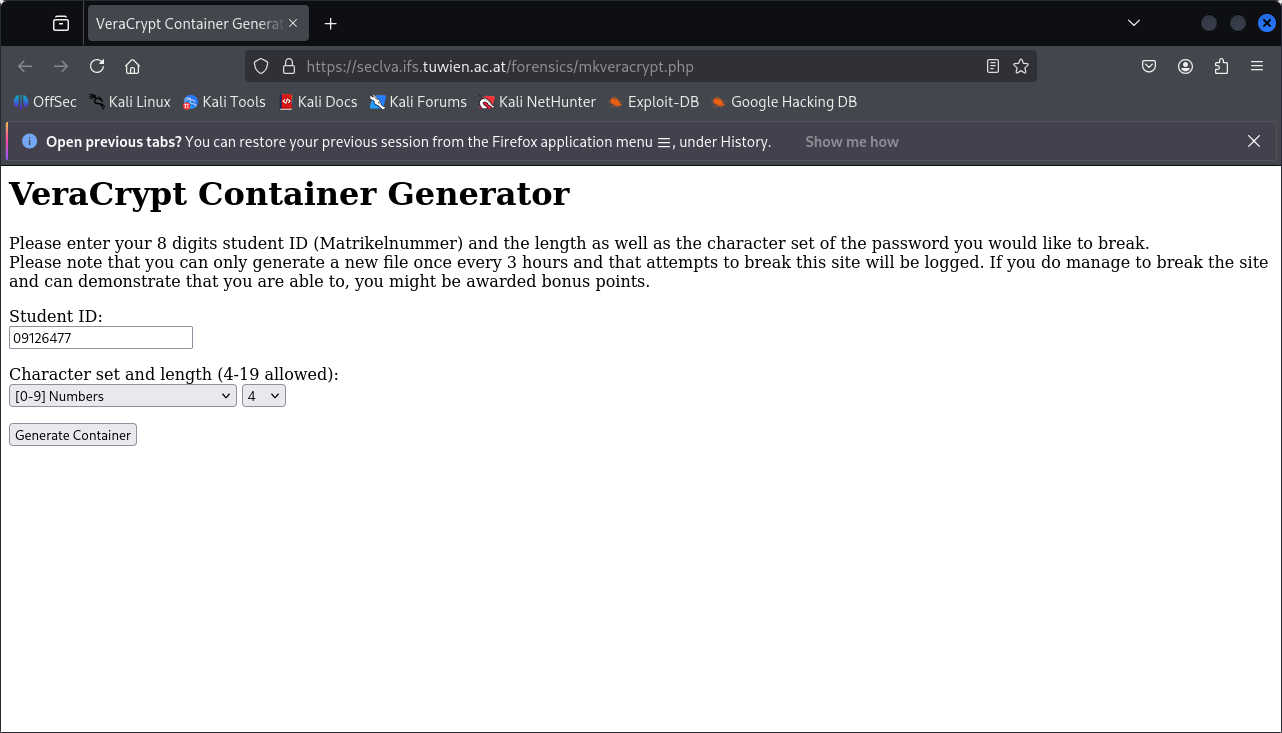 VeraCrypt Container Generat
https://seclva.ifs.tuwien.ac.at/forensics/mkveracrypt.php
OffSec Kali Linux Kali Tools Kali Docs Kali Forums Kali NetHunter Exploit-DB Google Hacking DB
Open previous tabs? You can restore your previous session from the Firefox application menu ☰, under History. Show me how
VeraCrypt Container Generator
Please enter your 8 digits student ID (Matrikelnummer) and the length as well as the character set of the password you would like to break.
Please note that you can only generate a new file once every 3 hours and that attempts to break this site will be logged. If you do manage to break the site
and can demonstrate that you are able to, you might be awarded bonus points.
Student ID:
09126477
Character set and length (4-19 allowed):
[0-9] Numbers 4
Generate Container